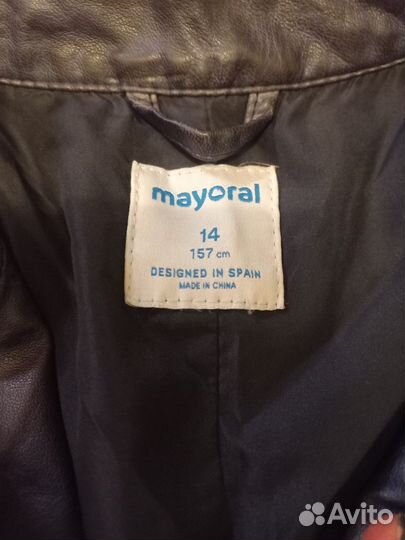 mayoral
14
157 cm
DESIGNED IN SPAIN
MADE IN CHINA
Avito